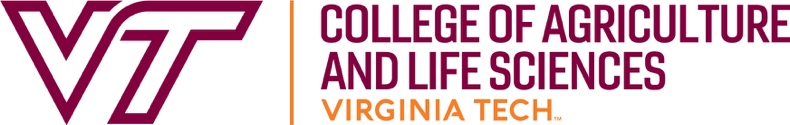 VT
COLLEGE OF AGRICULTURE
AND LIFE SCIENCES
VIRGINIA TECH™